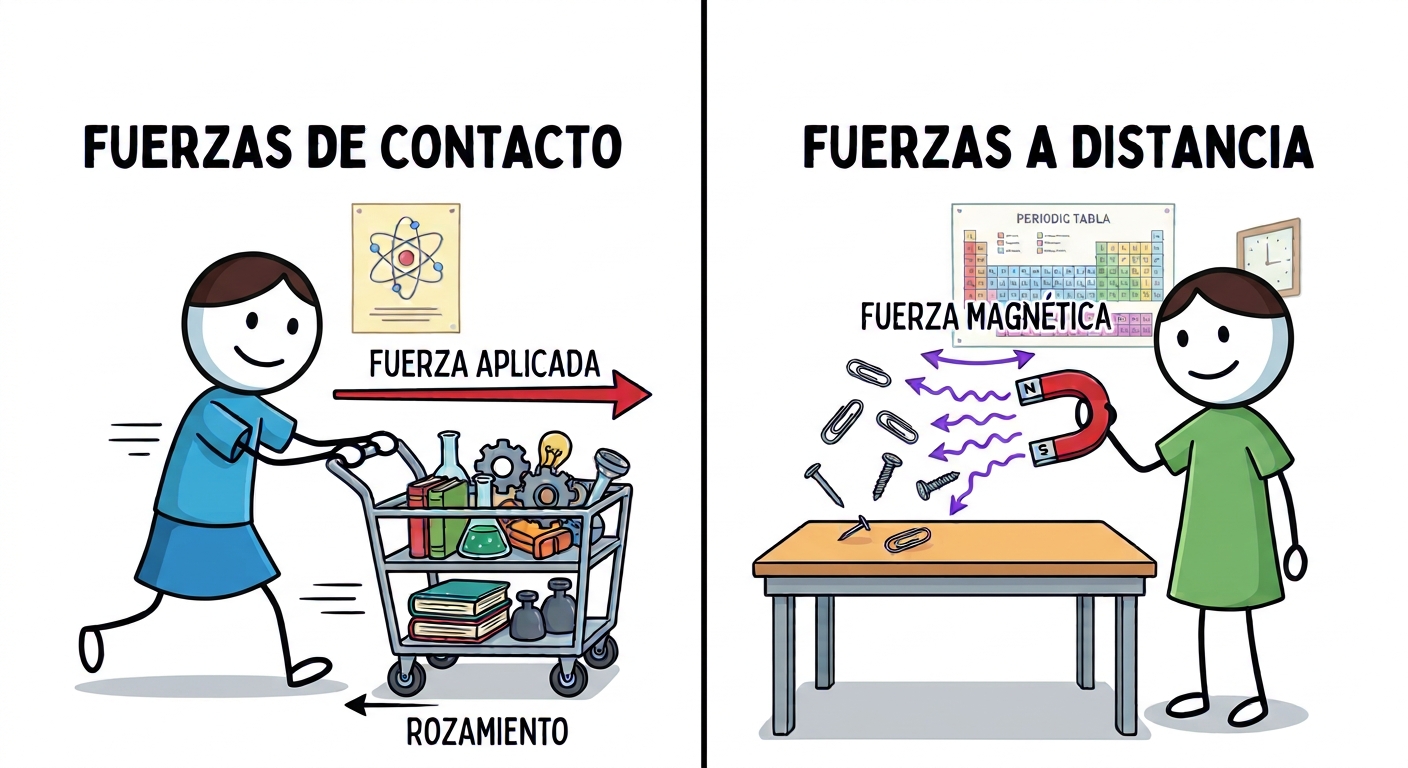 FUERZAS DE CONTACTO
FUERZA APLICADA
ROZAMIENTO
FUERZAS A DISTANCIA
PERIODIC TABLA
FUERZA MAGNÉTICA
N
S